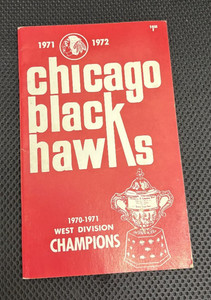 1971 1972
chicago
black
hawks
1970-1971
WEST DIVISION
CHAMPIONS